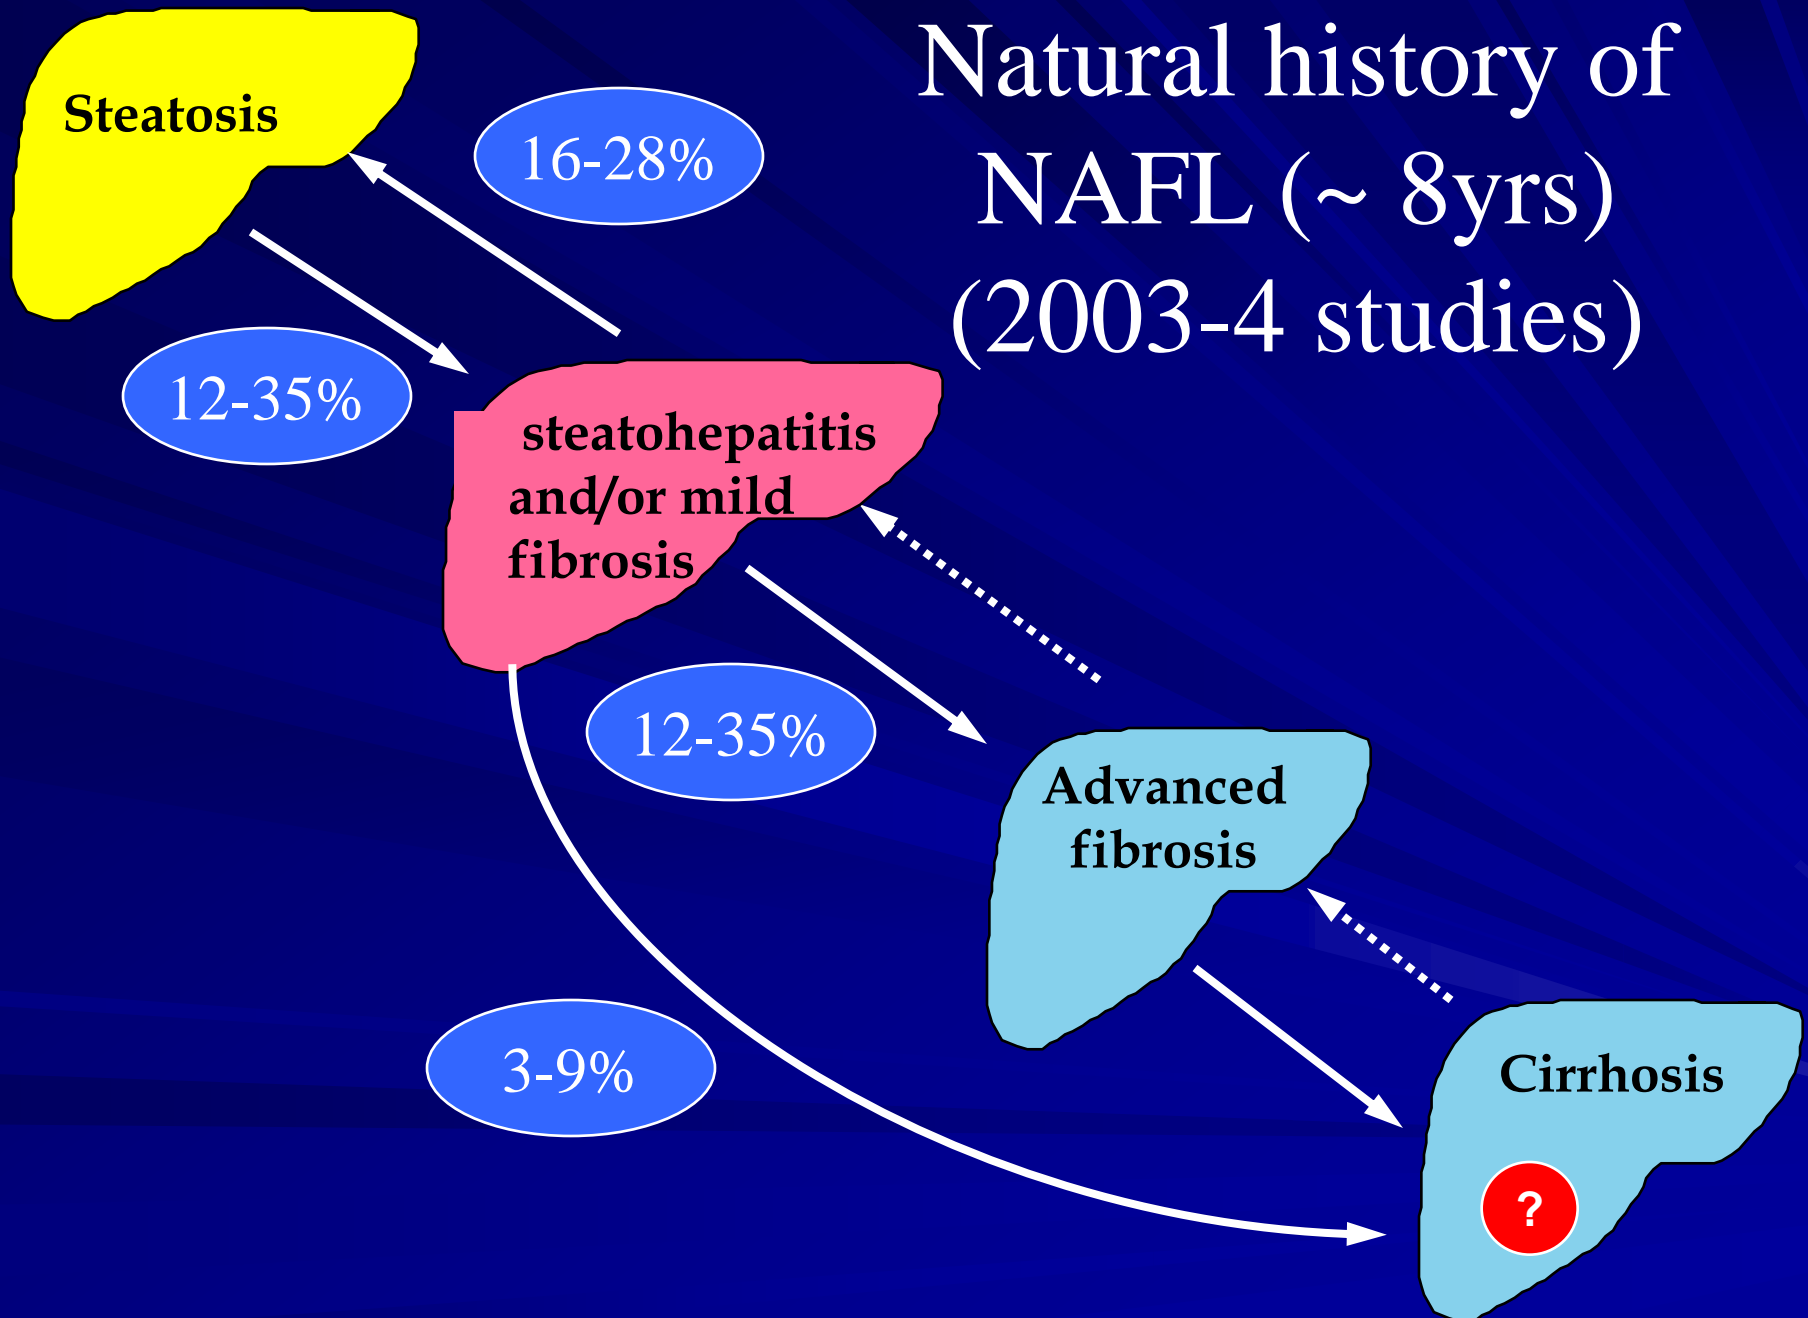 Natural history of
NAFL (~ 8yrs)
(2003-4 studies)
Steatosis
16-28%
12-35%
steatohepatitis
and/or mild
fibrosis
12-35%
Advanced
fibrosis
3-9%
Cirrhosis
?